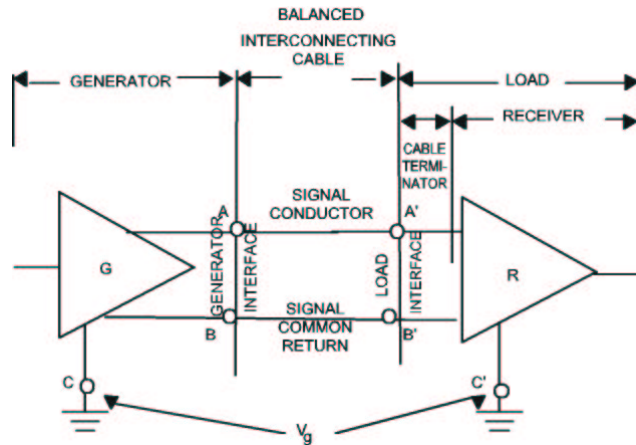 BALANCED
INTERCONNECTING
CABLE
GENERATOR
LOAD
RECEIVER
CABLE
TERMI-
NATOR
SIGNAL
CONDUCTOR
A
A'
GENERATOR
INTERFACE
LOAD
INTERFACE
G
R
B
SIGNAL
COMMON
RETURN
B'
C
C'
Vg